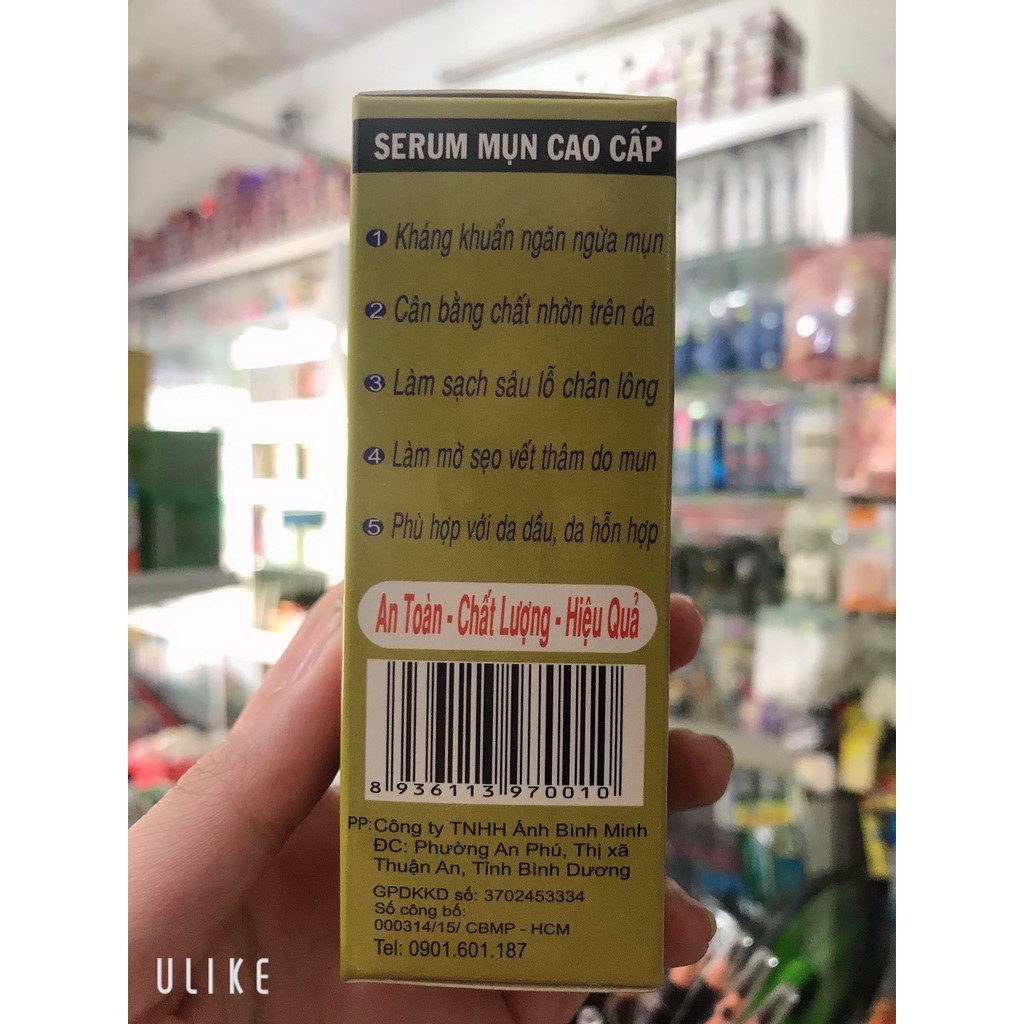 SERUM MỤN CAO CẤP
1 Kháng khuẩn ngăn ngừa mụn
2 Cân bằng chất nhờn trên da
3 Làm sạch sâu lỗ chân lông
4 Làm mờ sẹo vết thâm do mun
5 Phù hợp với da dầu, da hỗn hợp
An Toàn - Chất Lượng - Hiệu Quả
8 936113 970010
PP: Công ty TNHH Ánh Bình Minh
ĐC: Phường An Phú, Thị xã
Thuận An, Tỉnh Bình Dương
GPDKKD số: 3702453334
Số công bố:
000314/15/ CBMP - HCM
Tel: 0901.601.187
ULIKE